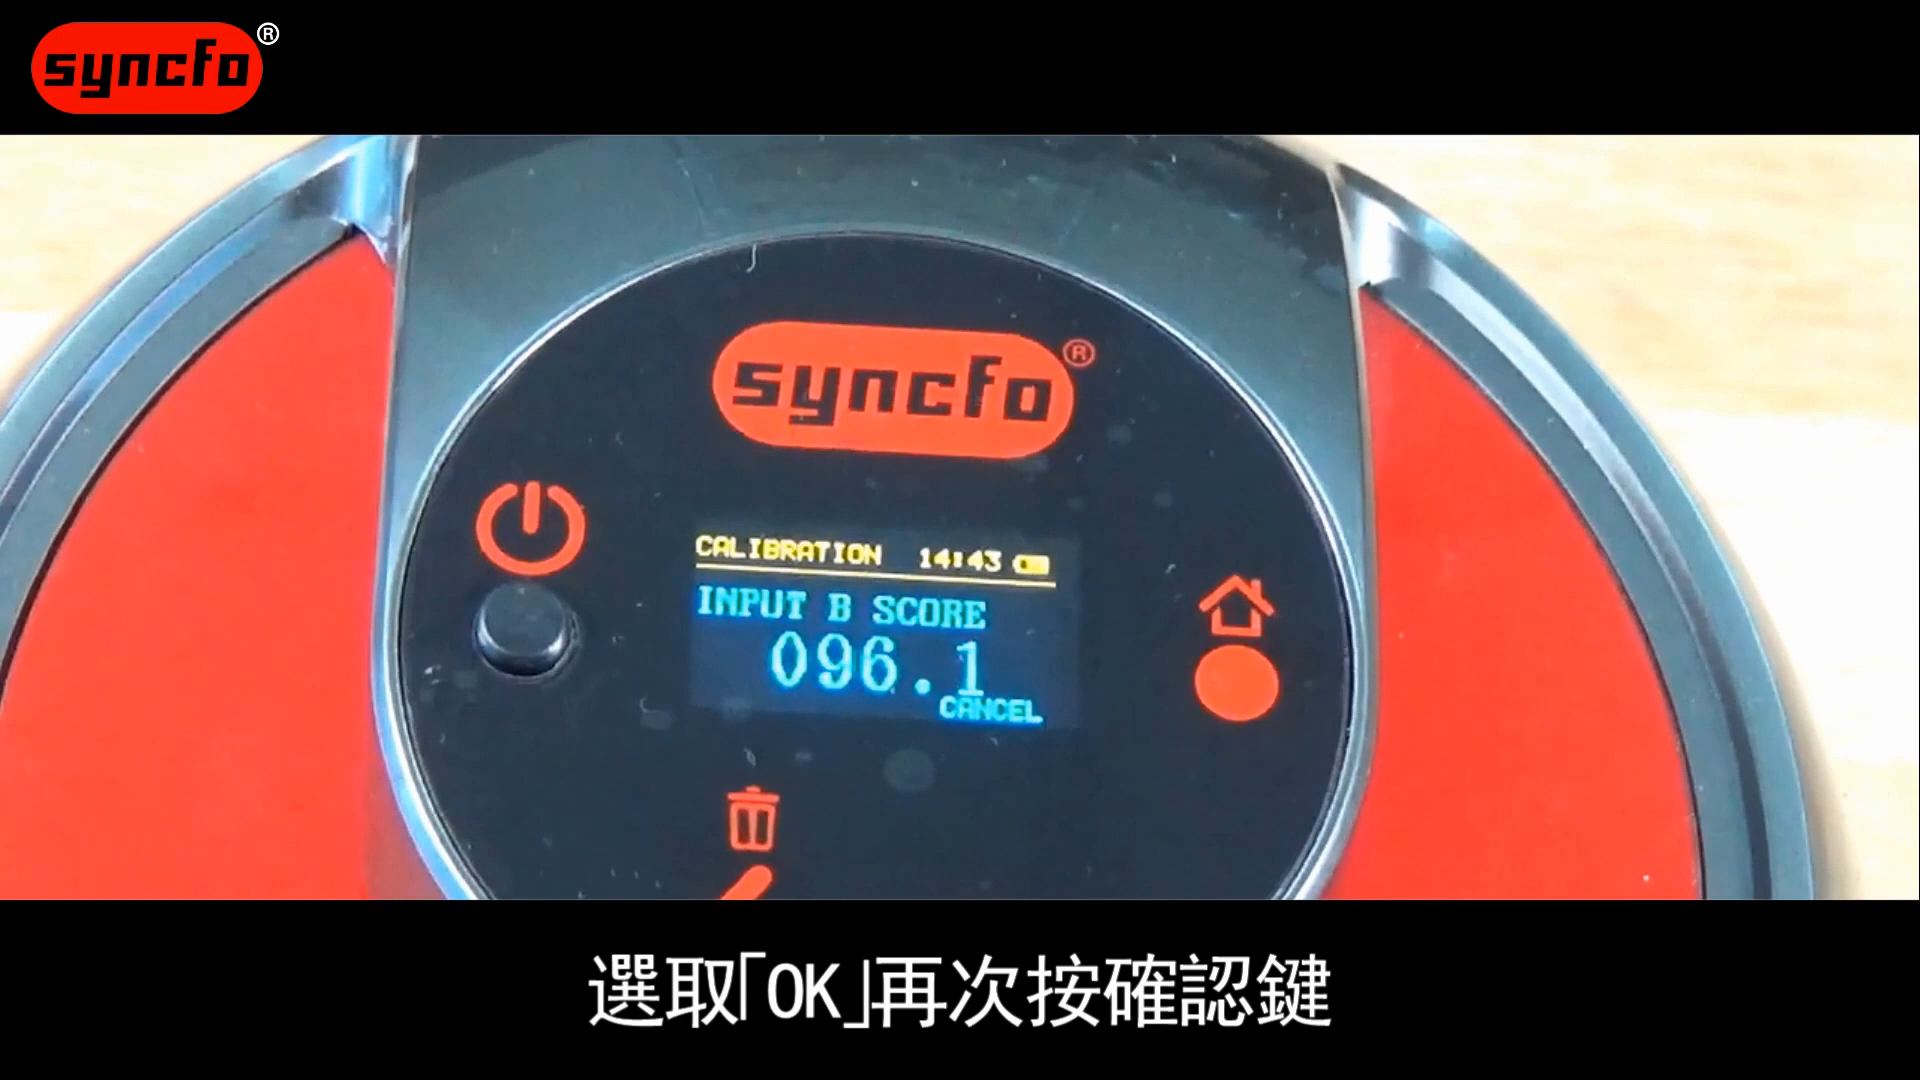 syncfo®
syncfo®
CALIBRATION 14:43
INPUT B SCORE
096.1
CANCEL
選取「OK」再次按確認鍵